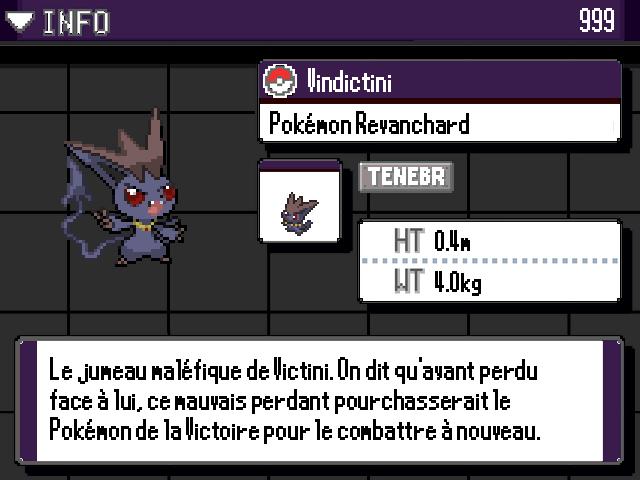 INFO 999
Vindictini
Pokémon Revanchard
TENEBR
HT 0.4m
WT 4.0kg
Le jumeau maléfique de Victini. On dit qu'ayant perdu
face à lui, ce mauvais perdant pourchasserait le
Pokémon de la Victoire pour le combattre à nouveau.